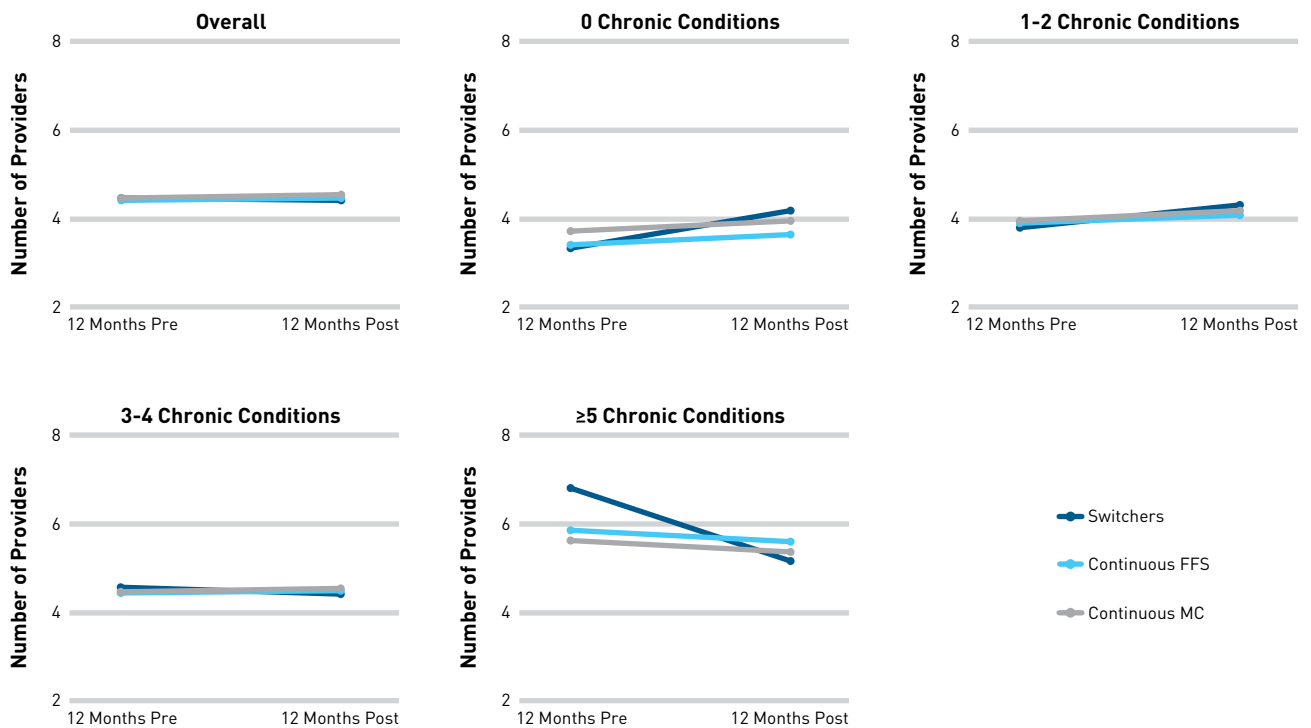 Overall
Number of Providers
8
6
4
2
12 Months Pre
12 Months Post
0 Chronic Conditions
Number of Providers
8
6
4
2
12 Months Pre
12 Months Post
1-2 Chronic Conditions
Number of Providers
8
6
4
2
12 Months Pre
12 Months Post
3-4 Chronic Conditions
Number of Providers
8
6
4
2
12 Months Pre
12 Months Post
≥5 Chronic Conditions
Number of Providers
8
6
4
2
12 Months Pre
12 Months Post
Switchers
Continuous FFS
Continuous MC